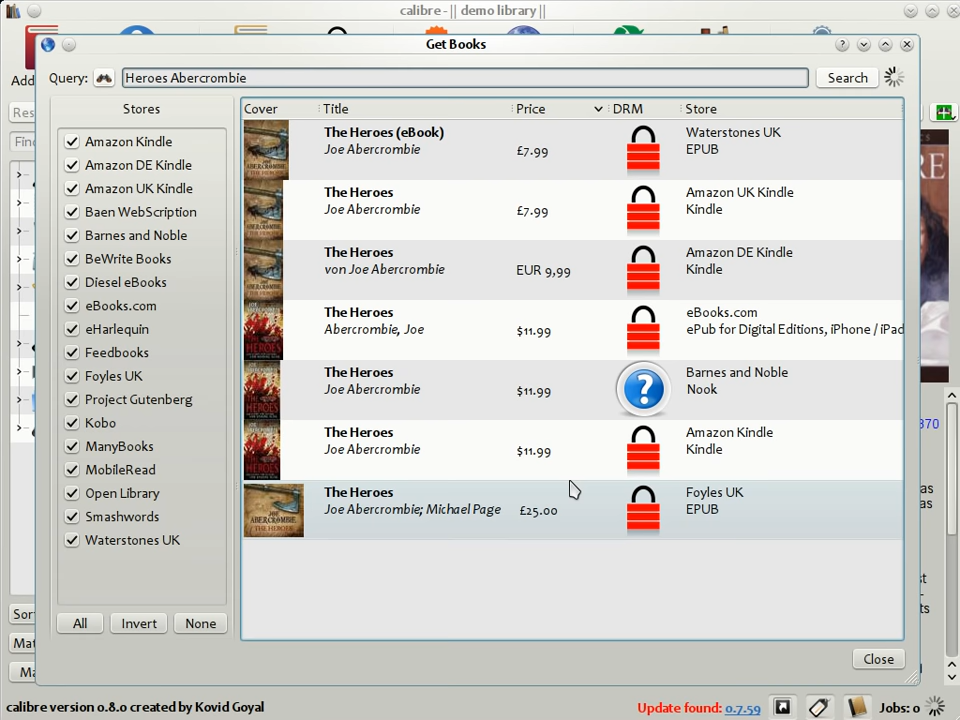 calibre - || demo library ||
Get Books
Add
Query:
Heroes Abercrombie
Search
Stores
Amazon Kindle
Amazon DE Kindle
Amazon UK Kindle
Baen WebScription
Barnes and Noble
BeWrite Books
Diesel eBooks
eBooks.com
eHarlequin
Feedbooks
Foyles UK
Project Gutenberg
Kobo
ManyBooks
MobileRead
Open Library
Smashwords
Waterstones UK
All
Invert
None
Cover Title Price DRM Store
The Heroes (eBook) Waterstones UK
Joe Abercrombie £7.99 EPUB
The Heroes Amazon UK Kindle
Joe Abercrombie £7.99 Kindle
The Heroes Amazon DE Kindle
von Joe Abercrombie EUR 9,99 Kindle
The Heroes eBooks.com
Abercrombie, Joe $11.99 ePub for Digital Editions, iPhone / iPad
The Heroes Barnes and Noble
Joe Abercrombie $11.99 Nook
The Heroes Amazon Kindle
Joe Abercrombie $11.99 Kindle
The Heroes Foyles UK
Joe Abercrombie; Michael Page £25.00 EPUB
Close
calibre version 0.8.0 created by Kovid Goyal
Update found: 0.7.59
Jobs: 0